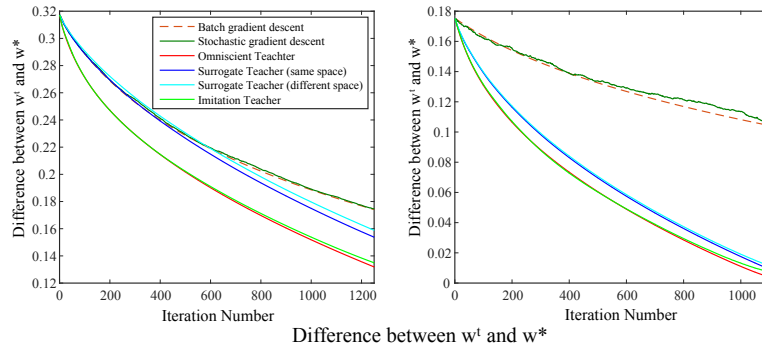 0.32
0.3
0.28
0.26
0.24
0.22
0.2
0.18
0.16
0.14
0.12
0 200 400 600 800 1000 1200
Difference between wᵗ and w*
Iteration Number
Batch gradient descent
Stochastic gradient descent
Omniscient Teachter
Surrogate Teacher (same space)
Surrogate Teacher (different space)
Imitation Teacher
0.18
0.16
0.14
0.12
0.1
0.08
0.06
0.04
0.02
0
0 200 400 600 800 1000
Difference between wᵗ and w*
Iteration Number
Difference between wᵗ and w*